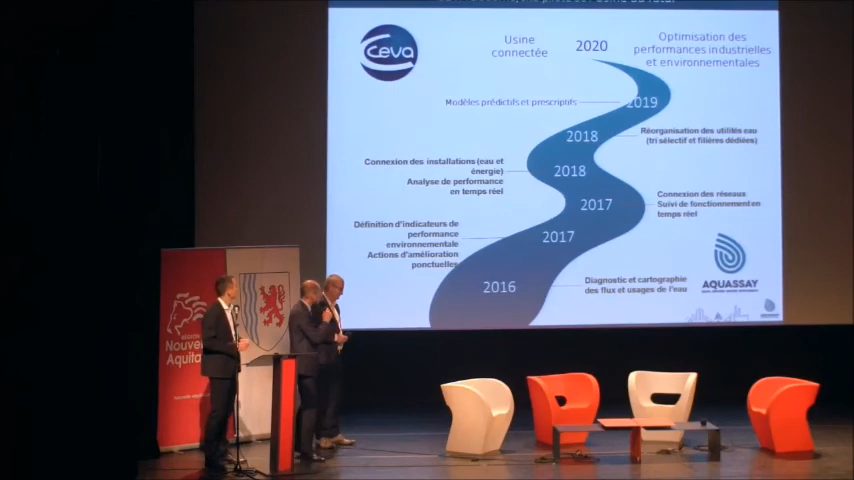 Ceva
Usine
connectée
2020
Optimisation des
performances industrielles
et environnementales
Modèles prédictifs et prescriptifs
2019
2018
Réorganisation des utilités eau
(tri sélectif et filières dédiées)
Connexion des installations (eau et
énergie)
Analyse de performance
en temps réel
2018
2017
Connexion des réseaux
Suivi de fonctionnement en
temps réel
Définition d'indicateurs de
performance
environnementale
Actions d'amélioration
ponctuelles
2017
2016
Diagnostic et cartographie
des flux et usages de l'eau
AQUASSAY
RÉGION
Nouve
Aquita